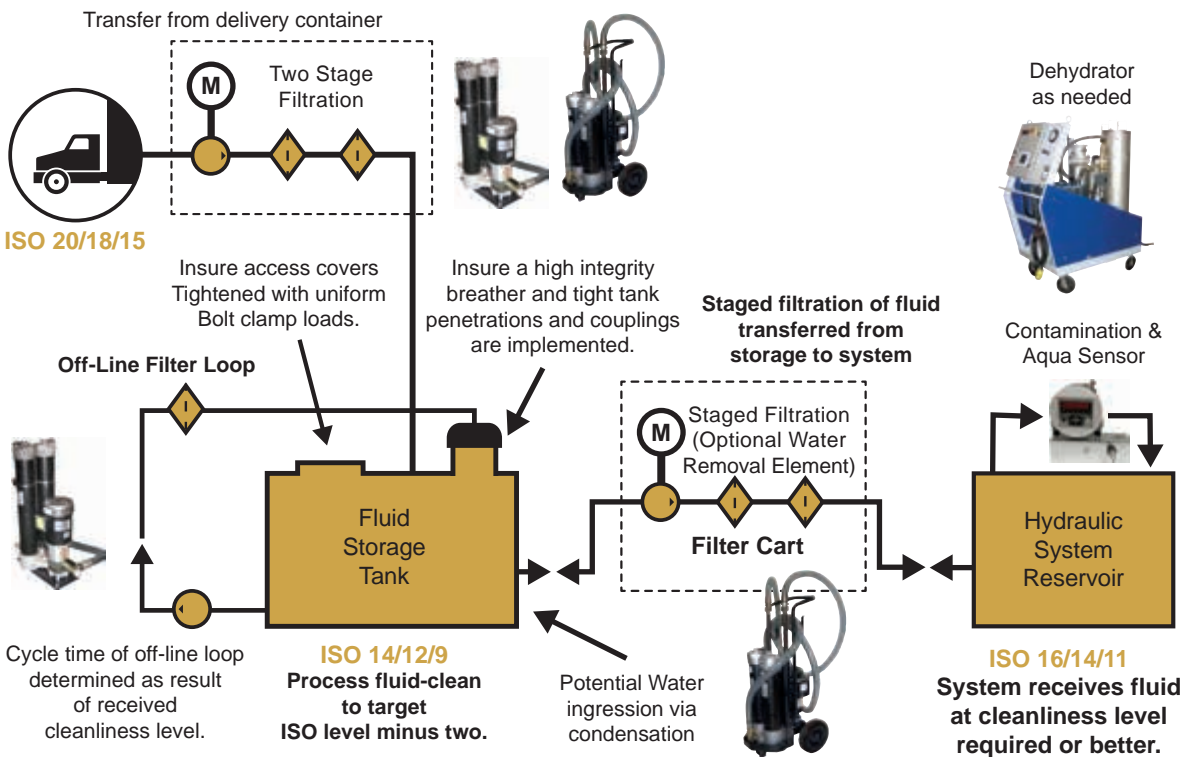 Transfer from delivery container
M
Two Stage
Filtration
ISO 20/18/15
Dehydrator
as needed
Insure access covers
Tightened with uniform
Bolt clamp loads.
Insure a high integrity
breather and tight tank
penetrations and couplings
are implemented.
Staged filtration of fluid
transferred from
storage to system
Contamination &
Aqua Sensor
Off-Line Filter Loop
M
Staged Filtration
(Optional Water
Removal Element)
Filter Cart
Fluid
Storage
Tank
Hydraulic
System
Reservoir
Cycle time of off-line loop
determined as result
of received
cleanliness level.
ISO 14/12/9
Process fluid-clean
to target
ISO level minus two.
Potential Water
ingression via
condensation
ISO 16/14/11
System receives fluid
at cleanliness level
required or better.